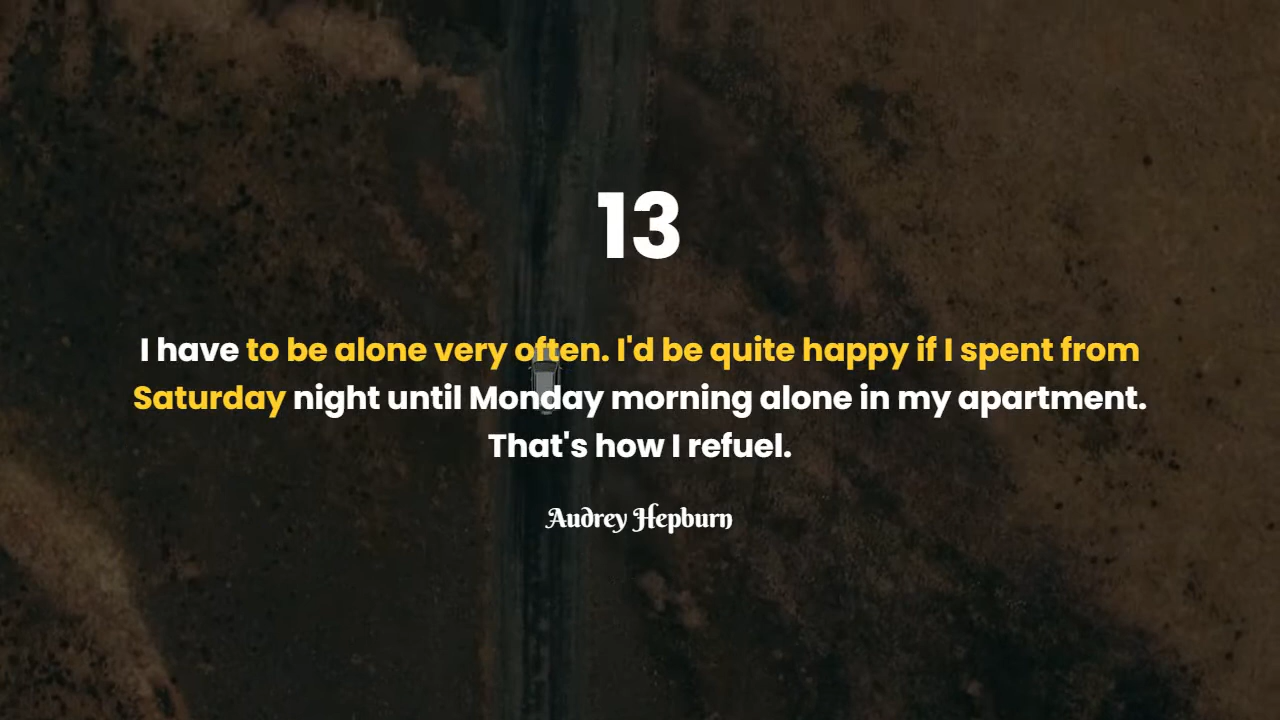 13
I have to be alone very often. I'd be quite happy if I spent from
Saturday night until Monday morning alone in my apartment.
That's how I refuel.
Audrey Hepburn